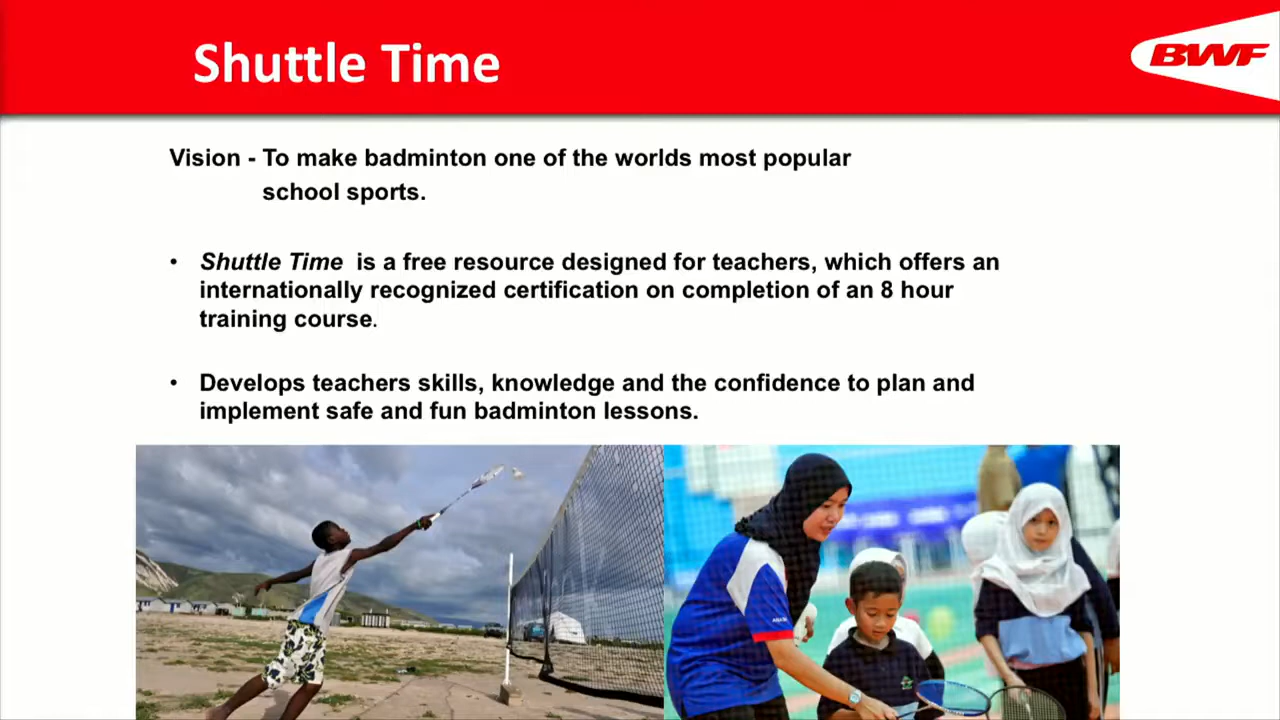 Shuttle Time
BWF
Vision - To make badminton one of the worlds most popular
school sports.
• Shuttle Time is a free resource designed for teachers, which offers an
internationally recognized certification on completion of an 8 hour
training course.
• Develops teachers skills, knowledge and the confidence to plan and
implement safe and fun badminton lessons.